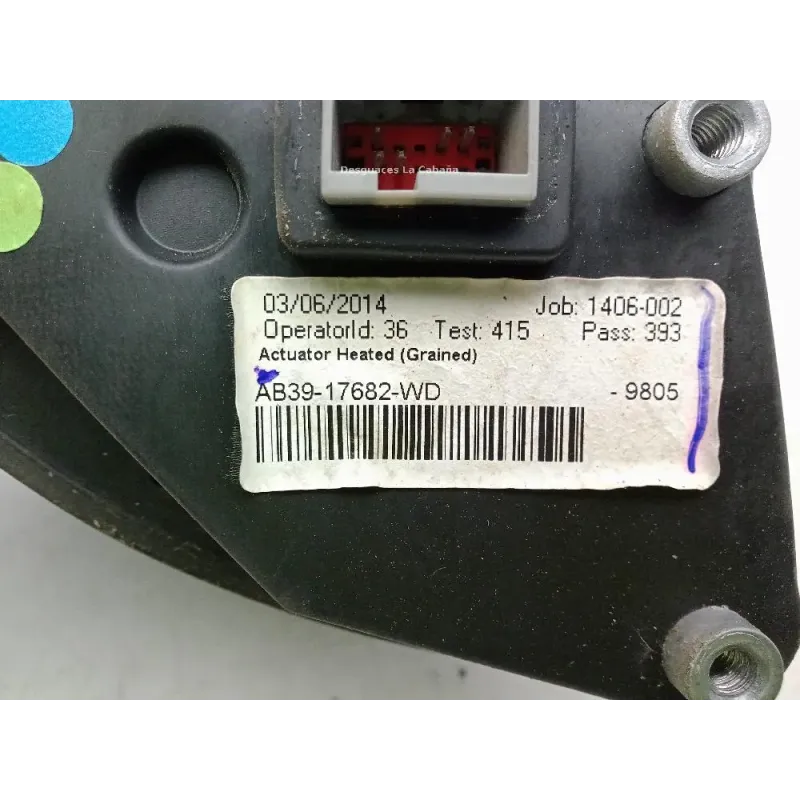 Desguaces La Cabaña
03/06/2014 Job: 1406-002
OperatorId: 36 Test: 415 Pass: 393
Actuator Heated (Grained)
AB39-17682-WD - 9805